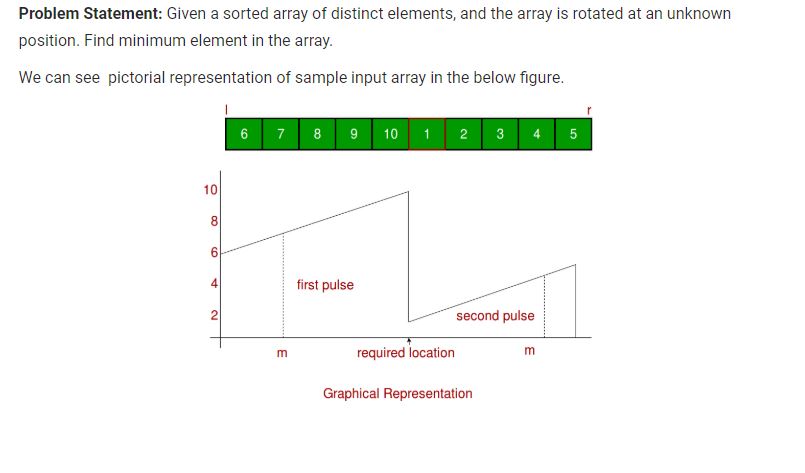 Problem Statement: Given a sorted array of distinct elements, and the array is rotated at an unknown
position. Find minimum element in the array.
We can see  pictorial representation of sample input array in the below figure.
l r
6 7 8 9 10 1 2 3 4 5
10
8
6
4 first pulse
2 second pulse
m required location m
Graphical Representation